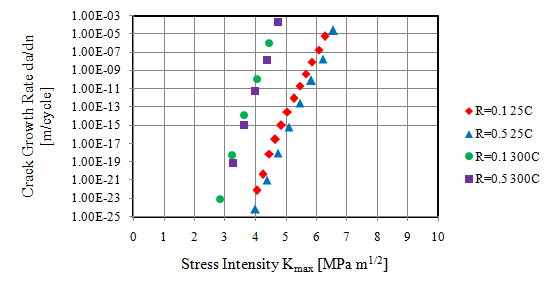 1.00E-03
1.00E-05
1.00E-07
1.00E-09
1.00E-11
1.00E-13
1.00E-15
1.00E-17
1.00E-19
1.00E-21
1.00E-23
1.00E-25
Crack Growth Rate da/dn
[m/cycle]
0 1 2 3 4 5 6 7 8 9 10
Stress Intensity Kmax [MPa m1/2]
R=0.1 25C
R=0.5 25C
R=0.1 300C
R=0.5 300C